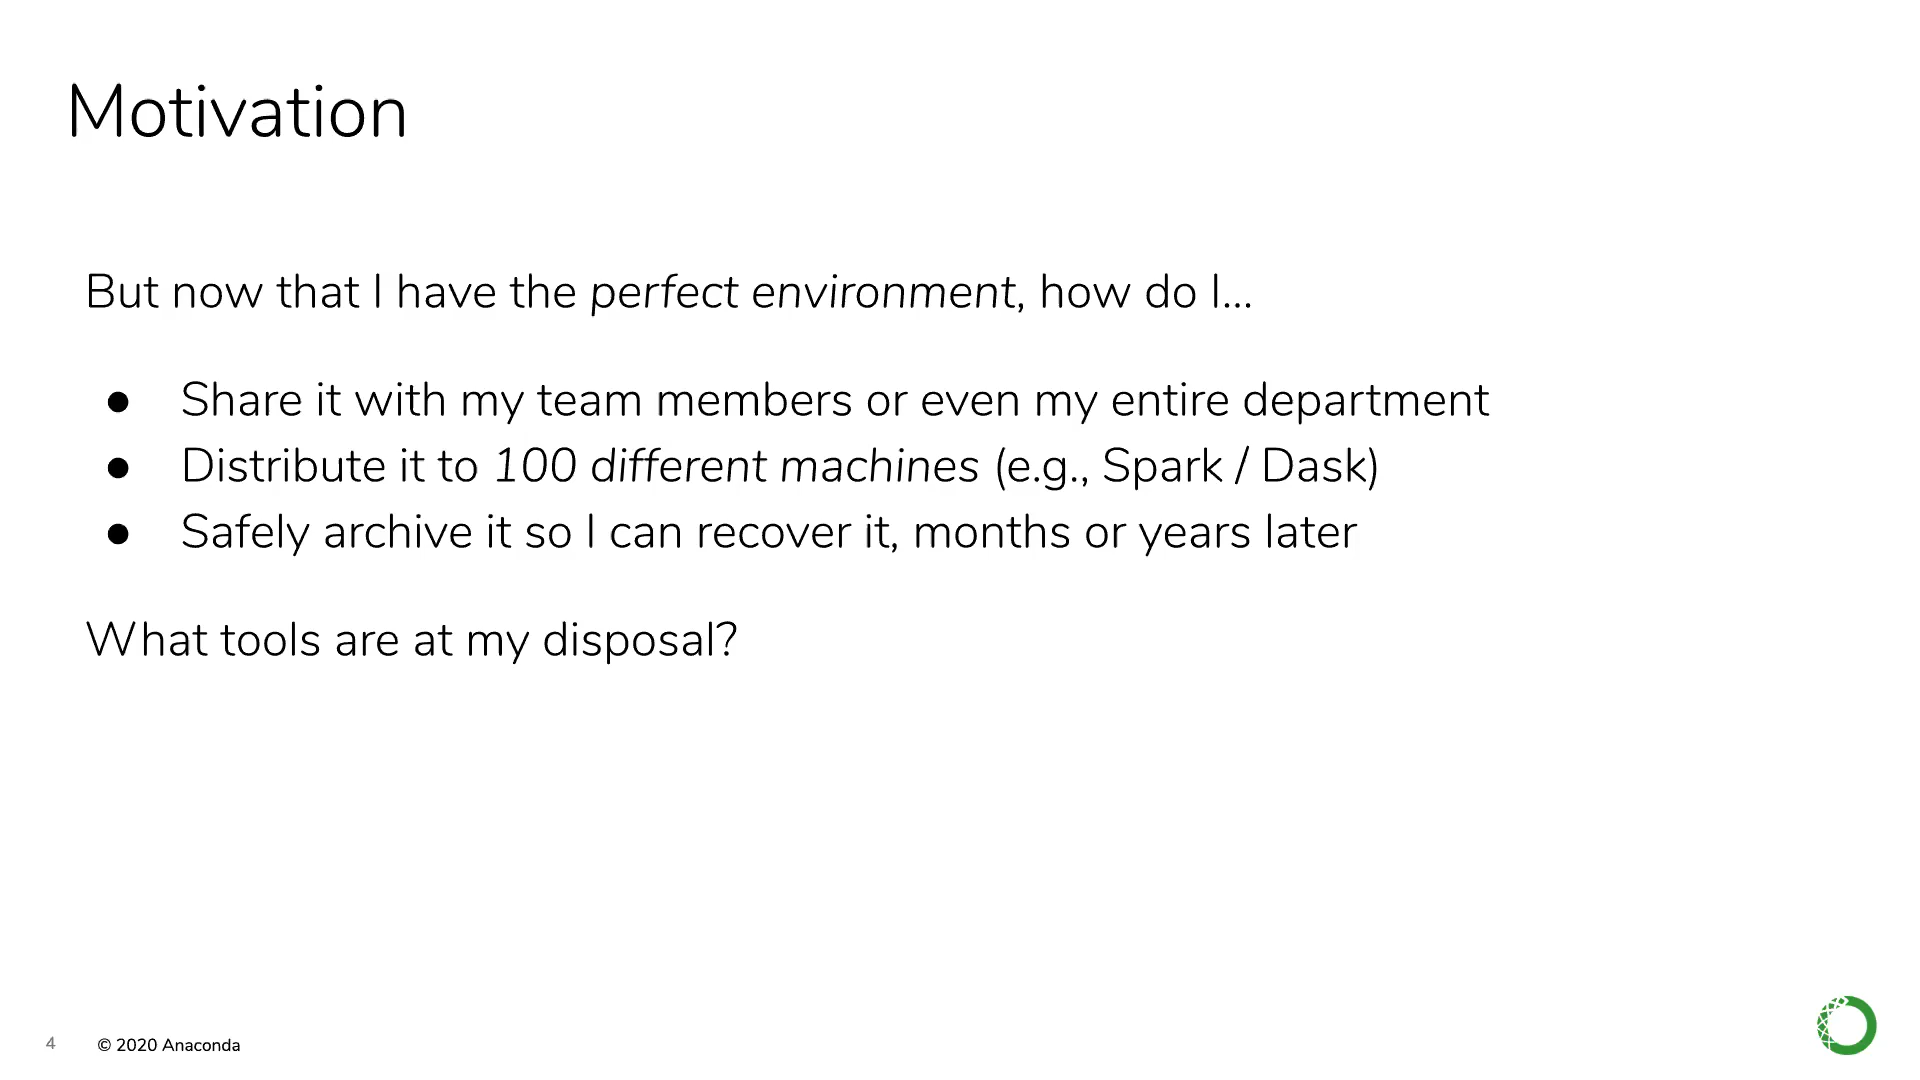 Motivation
But now that I have the perfect environment, how do I...
● Share it with my team members or even my entire department
● Distribute it to 100 different machines (e.g., Spark / Dask)
● Safely archive it so I can recover it, months or years later
What tools are at my disposal?
4 © 2020 Anaconda